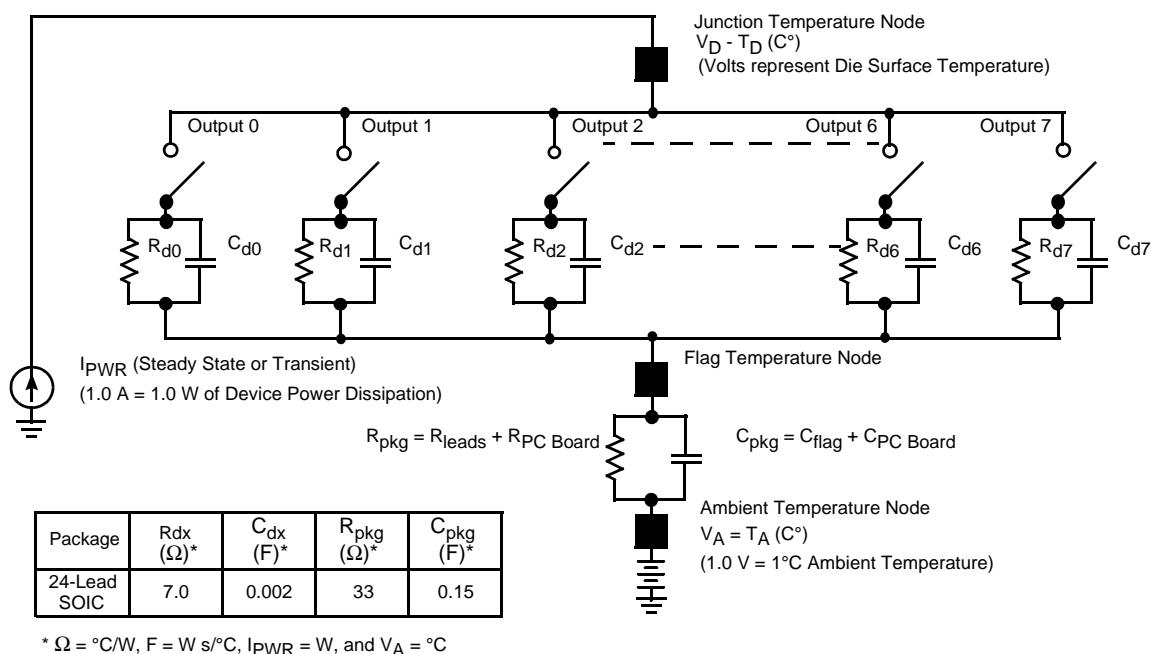 Junction Temperature Node
VD - TD (C°)
(Volts represent Die Surface Temperature)
Output 0
Output 1
Output 2
Output 6
Output 7
Rd0
Cd0
Rd1
Cd1
Rd2
Cd2
Rd6
Cd6
Rd7
Cd7
IPWR (Steady State or Transient)
(1.0 A = 1.0 W of Device Power Dissipation)
Flag Temperature Node
Rpkg = Rleads + RPC Board
Cpkg = Cflag + CPC Board
Ambient Temperature Node
VA = TA (C°)
(1.0 V = 1°C Ambient Temperature)
Package Rdx (Ω)* Cdx (F)* Rpkg (Ω)* Cpkg (F)*
24-Lead SOIC 7.0 0.002 33 0.15
* Ω = °C/W, F = W s/°C, IPWR = W, and VA = °C